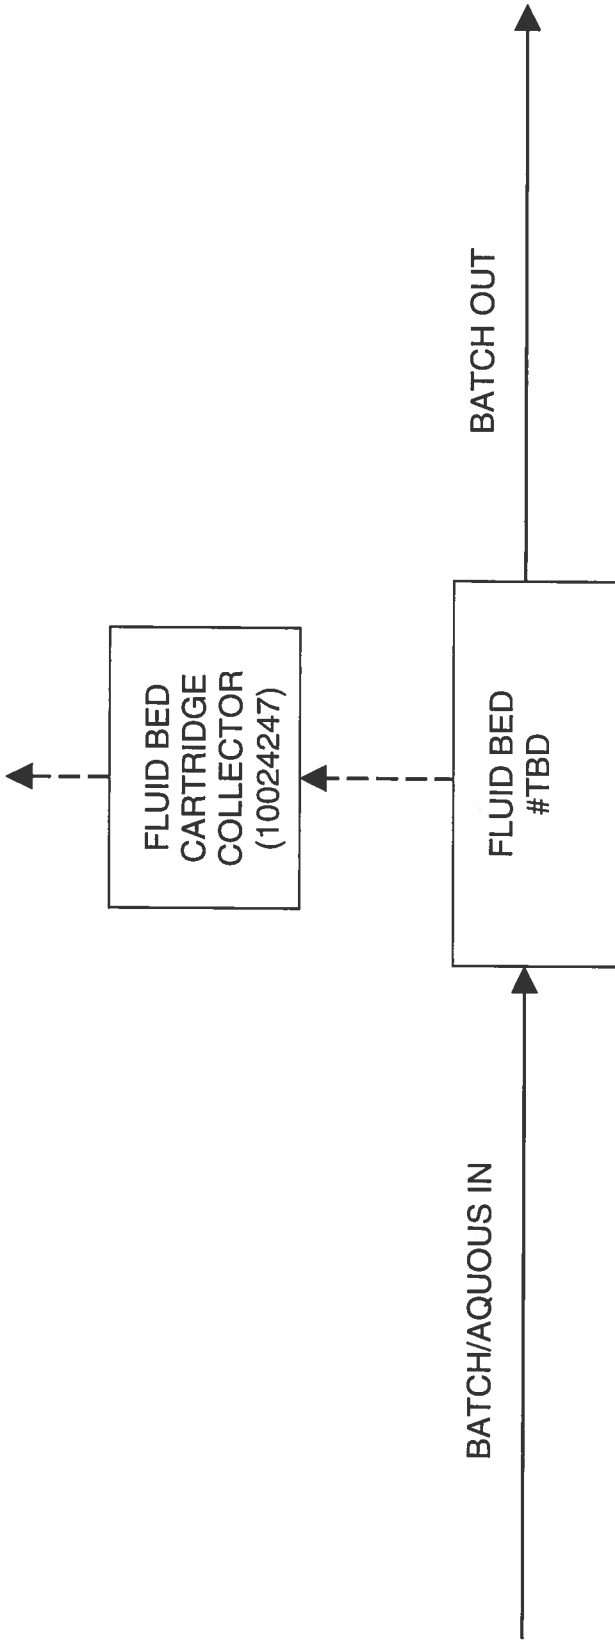 FLUID BED
CARTRIDGE
COLLECTOR
(10024247)
BATCH/AQUOUS IN
FLUID BED
#TBD
BATCH OUT